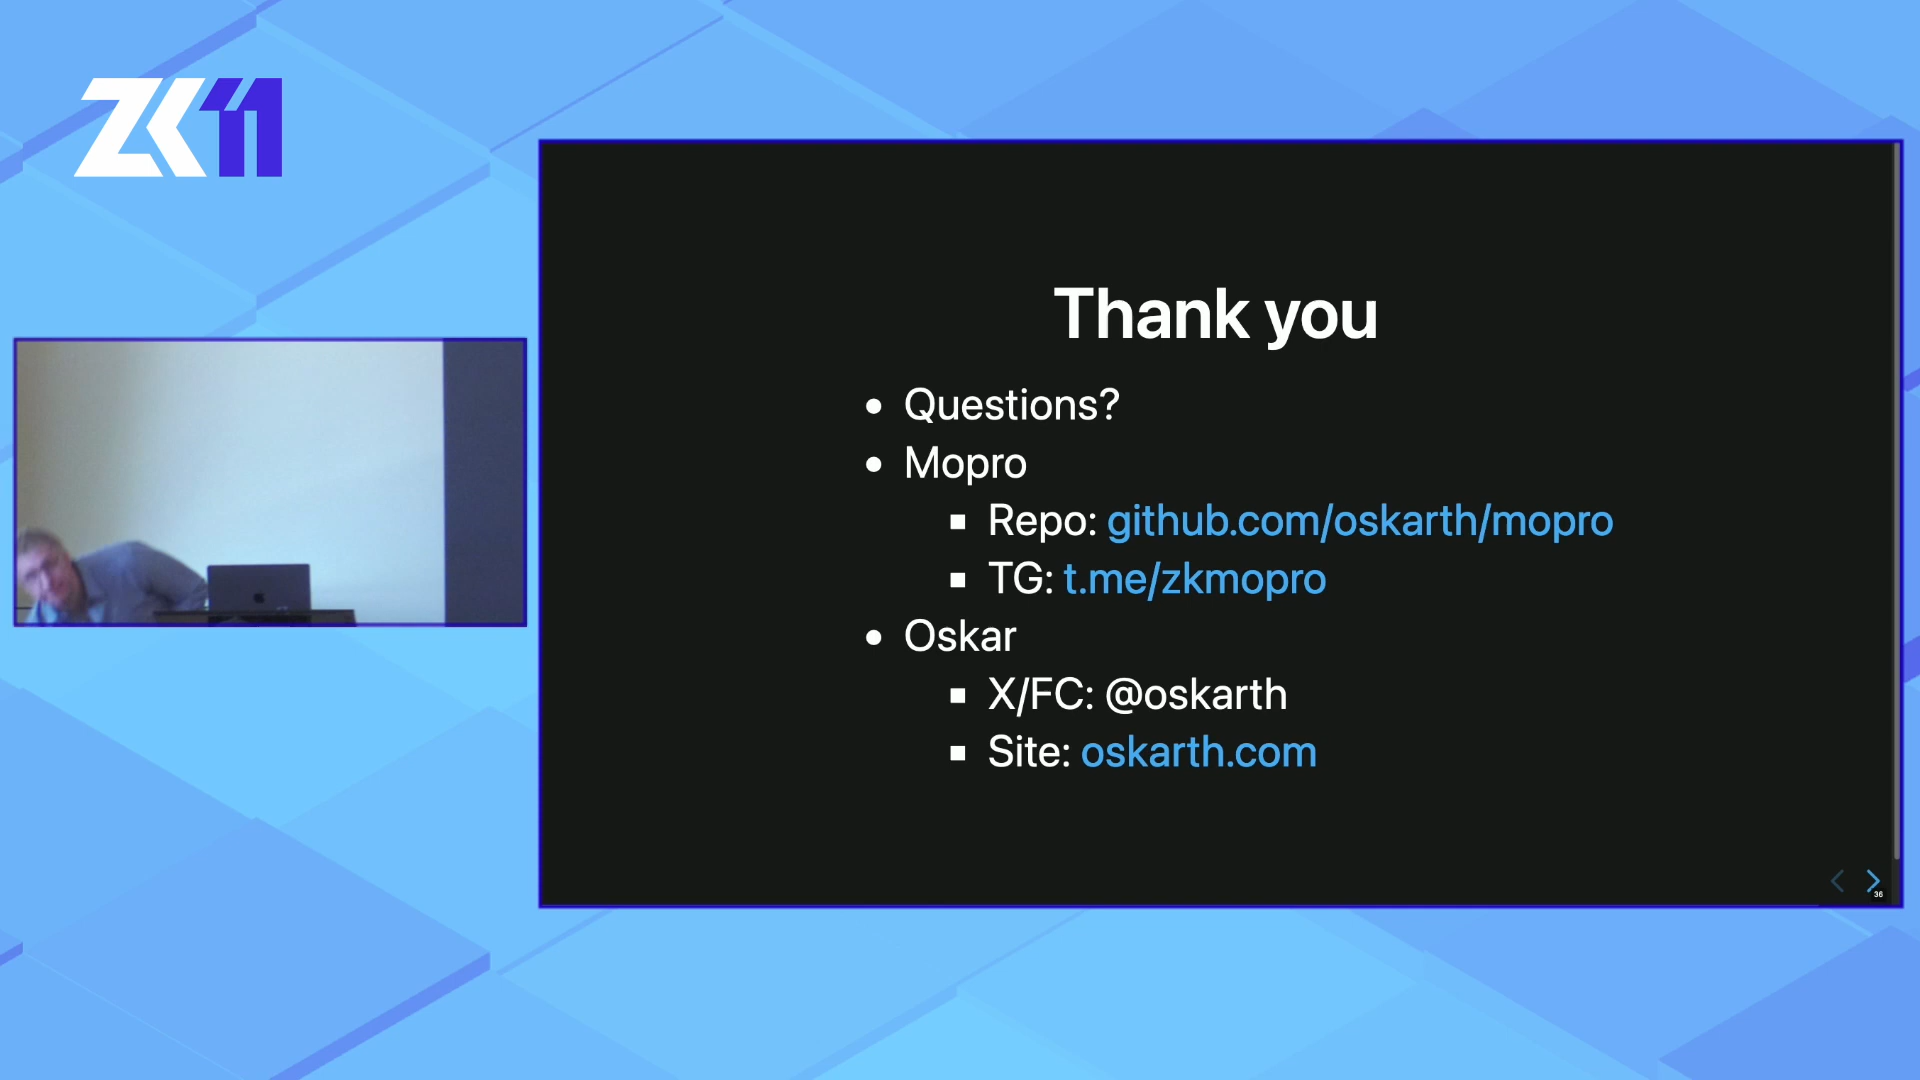 ZK11
Thank you
Questions?
Mopro
Repo: github.com/oskarth/mopro
TG: t.me/zkmopro
Oskar
X/FC: @oskarth
Site: oskarth.com
36